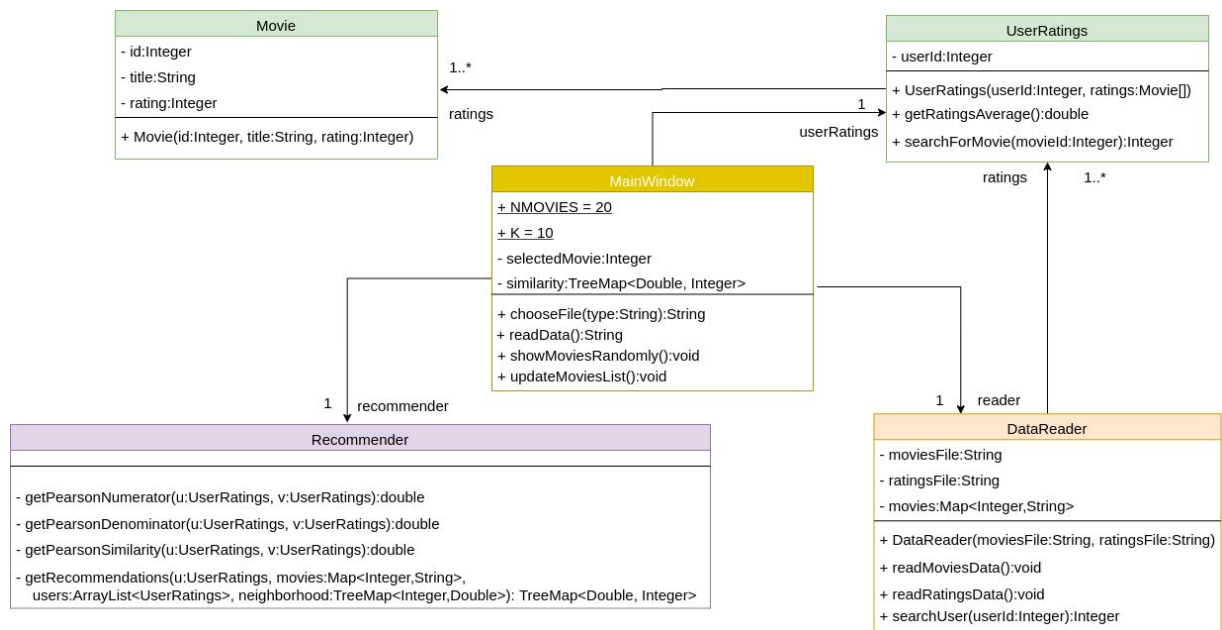 Movie
- id:Integer
- title:String
- rating:Integer
+ Movie(id:Integer, title:String, rating:Integer)
1..*
ratings
UserRatings
- userId:Integer
+ UserRatings(userId:Integer, ratings:Movie[])
+ getRatingsAverage():double
+ searchForMovie(movieId:Integer):Integer
1
userRatings
ratings
1..*
MainWindow
+ NMOVIES = 20
+ K = 10
- selectedMovie:Integer
- similarity:TreeMap<Double, Integer>
+ chooseFile(type:String):String
+ readData():String
+ showMoviesRandomly():void
+ updateMoviesList():void
1
recommender
1
reader
Recommender
- getPearsonNumerator(u:UserRatings, v:UserRatings):double
- getPearsonDenominator(u:UserRatings, v:UserRatings):double
- getPearsonSimilarity(u:UserRatings, v:UserRatings):double
- getRecommendations(u:UserRatings, movies:Map<Integer,String>,
users:ArrayList<UserRatings>, neighborhood:TreeMap<Integer,Double>): TreeMap<Double, Integer>
DataReader
- moviesFile:String
- ratingsFile:String
- movies:Map<Integer,String>
+ DataReader(moviesFile:String, ratingsFile:String)
+ readMoviesData():void
+ readRatingsData():void
+ searchUser(userId:Integer):Integer